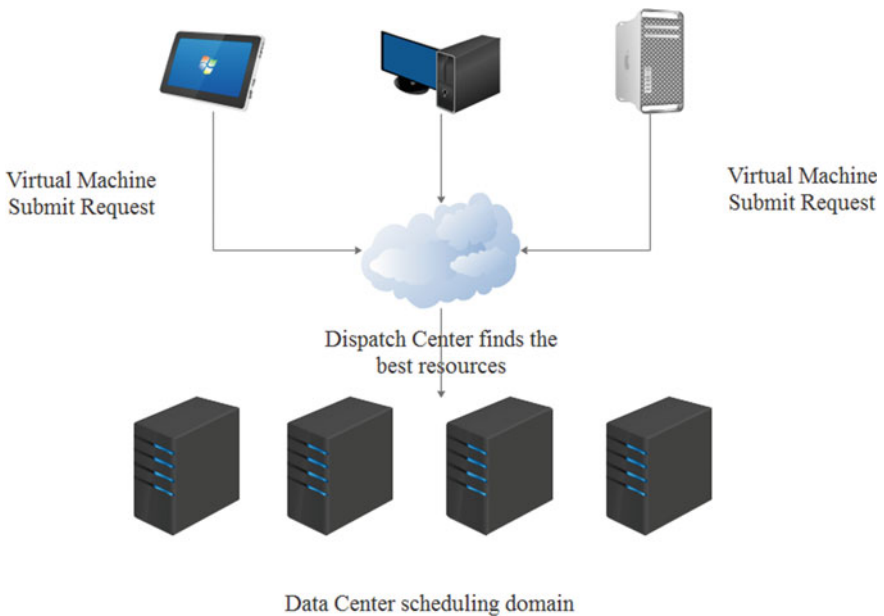 Virtual Machine
Submit Request
Virtual Machine
Submit Request
Dispatch Center finds the
best resources
Data Center scheduling domain